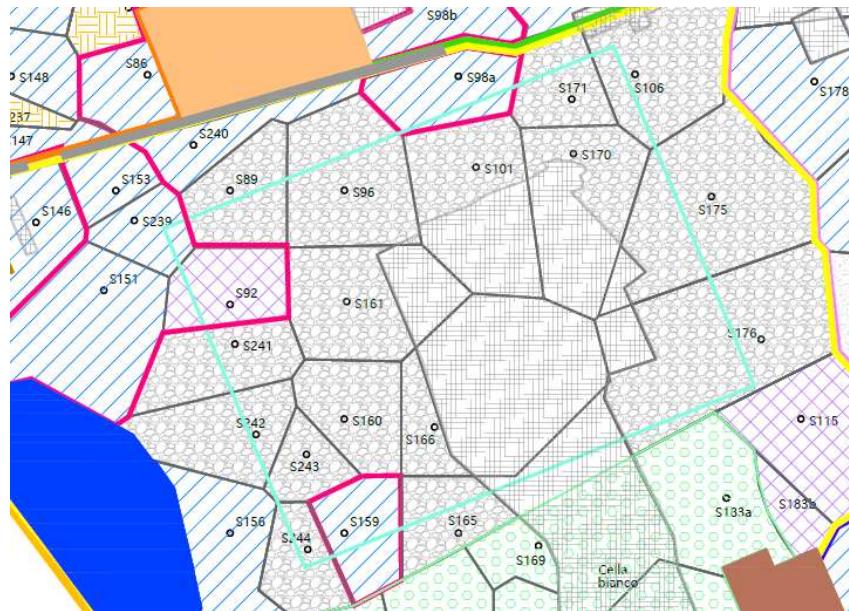 S98b
S86
S148
S98a
S171
S106
S178
237
S240
147
S101
S170
S153
S89
S96
S175
S146
S239
S151
S92
S161
S176
S241
S242
S160
S166
S115
S243
S133a
S183b
S156
S244
S159
S165
S169
Cella
bianco